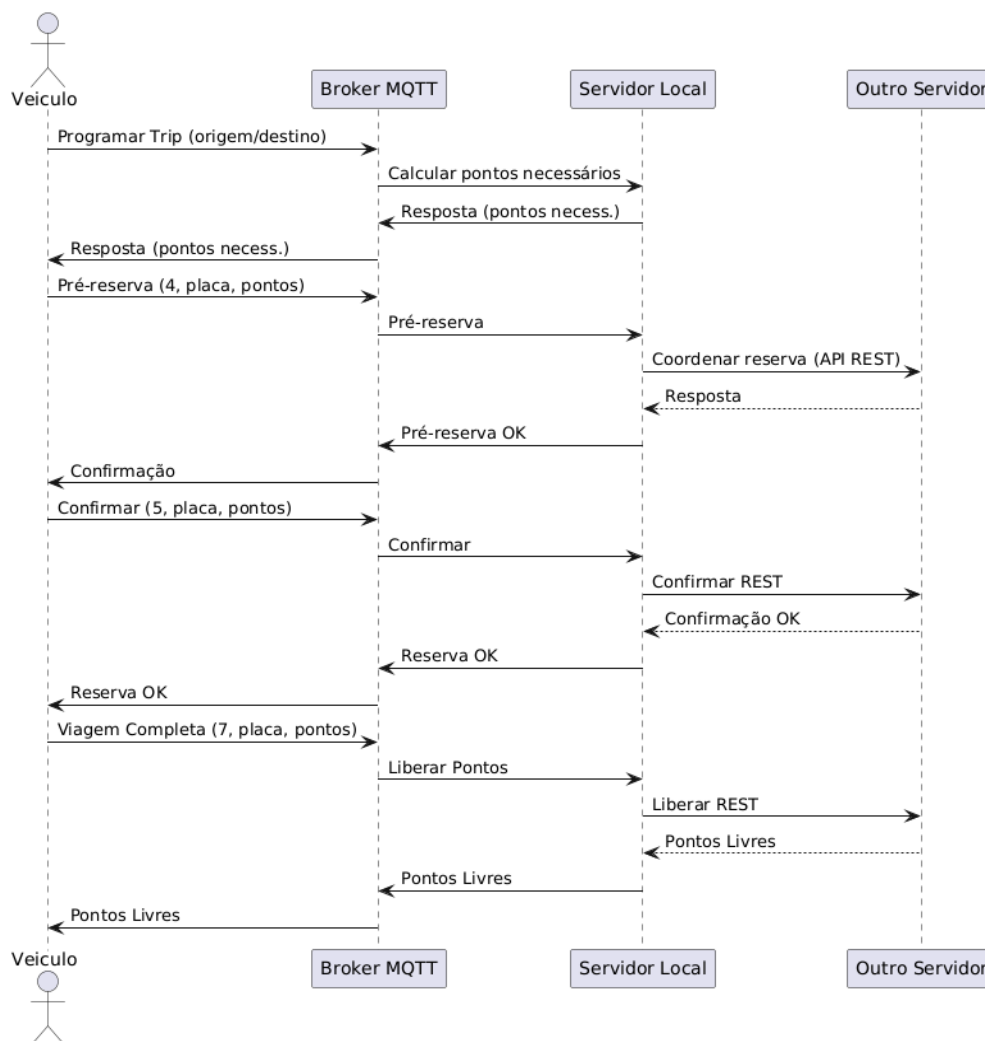 Veiculo
Broker MQTT
Servidor Local
Outro Servidor
Programar Trip (origem/destino)
Calcular pontos necessários
Resposta (pontos necess.)
Resposta (pontos necess.)
Pré-reserva (4, placa, pontos)
Pré-reserva
Coordenar reserva (API REST)
Resposta
Pré-reserva OK
Confirmação
Confirmar (5, placa, pontos)
Confirmar
Confirmar REST
Confirmação OK
Reserva OK
Reserva OK
Viagem Completa (7, placa, pontos)
Liberar Pontos
Liberar REST
Pontos Livres
Pontos Livres
Pontos Livres
Veiculo
Broker MQTT
Servidor Local
Outro Servidor